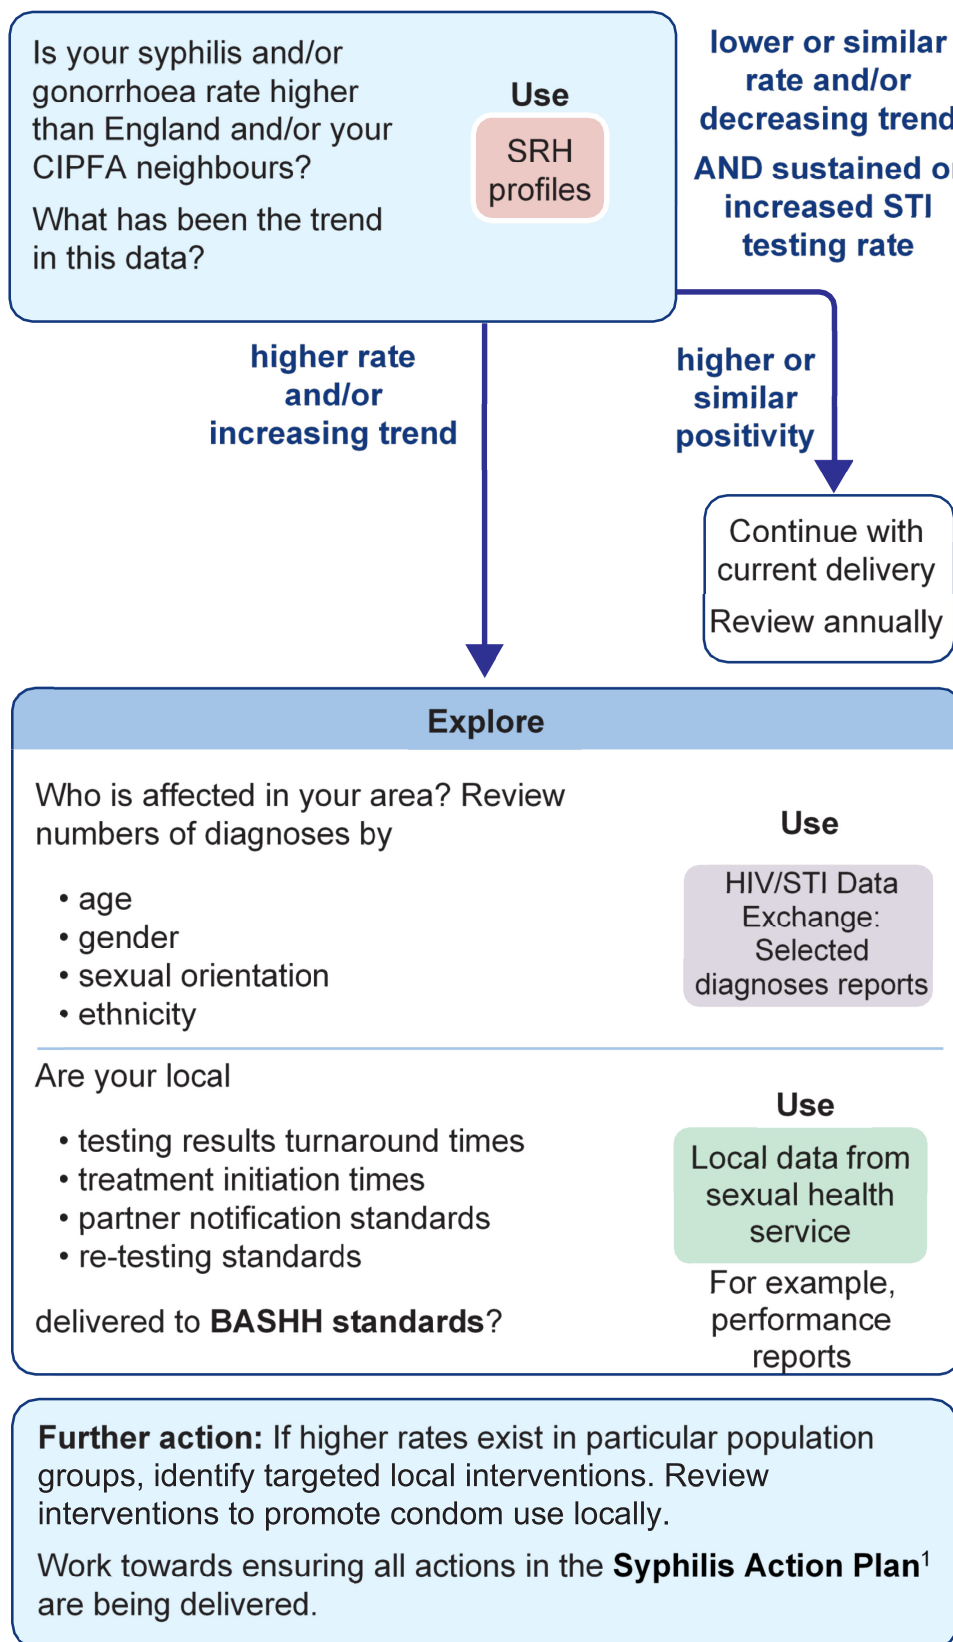 Is your syphilis and/or
gonorrhoea rate higher
than England and/or your
CIPFA neighbours?
What has been the trend
in this data?
Use
SRH
profiles
lower or similar
rate and/or
decreasing trend
AND sustained or
increased STI
testing rate
higher rate
and/or
increasing trend
higher or
similar
positivity
Continue with
current delivery
Review annually
Explore
Who is affected in your area? Review
numbers of diagnoses by
• age
• gender
• sexual orientation
• ethnicity
Use
HIV/STI Data
Exchange:
Selected
diagnoses reports
Are your local
• testing results turnaround times
• treatment initiation times
• partner notification standards
• re-testing standards
delivered to BASHH standards?
Use
Local data from
sexual health
service
For example,
performance
reports
Further action: If higher rates exist in particular population
groups, identify targeted local interventions. Review
interventions to promote condom use locally.
Work towards ensuring all actions in the Syphilis Action Plan¹
are being delivered.